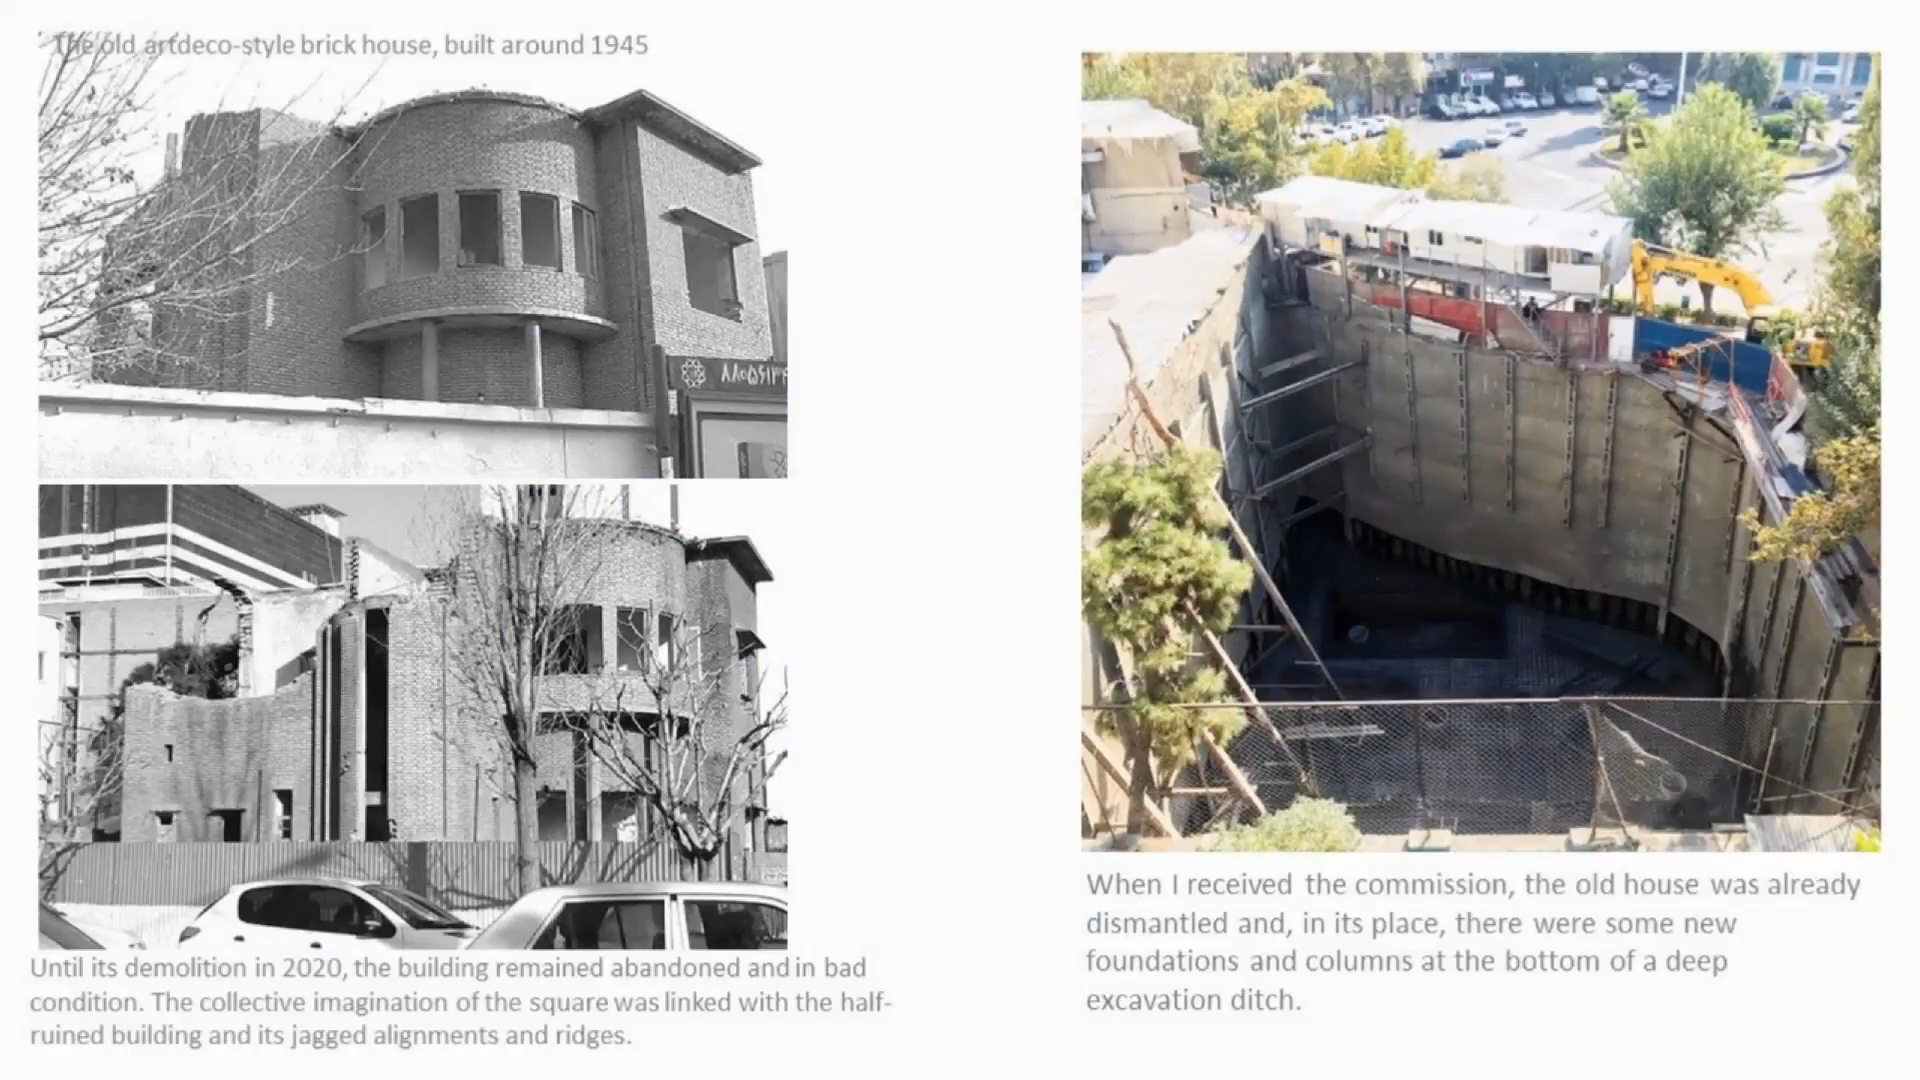 The old artdeco-style brick house, built around 1945
Until its demolition in 2020, the building remained abandoned and in bad
condition. The collective imagination of the square was linked with the half-
ruined building and its jagged alignments and ridges.
When I received the commission, the old house was already
dismantled and, in its place, there were some new
foundations and columns at the bottom of a deep
excavation ditch.